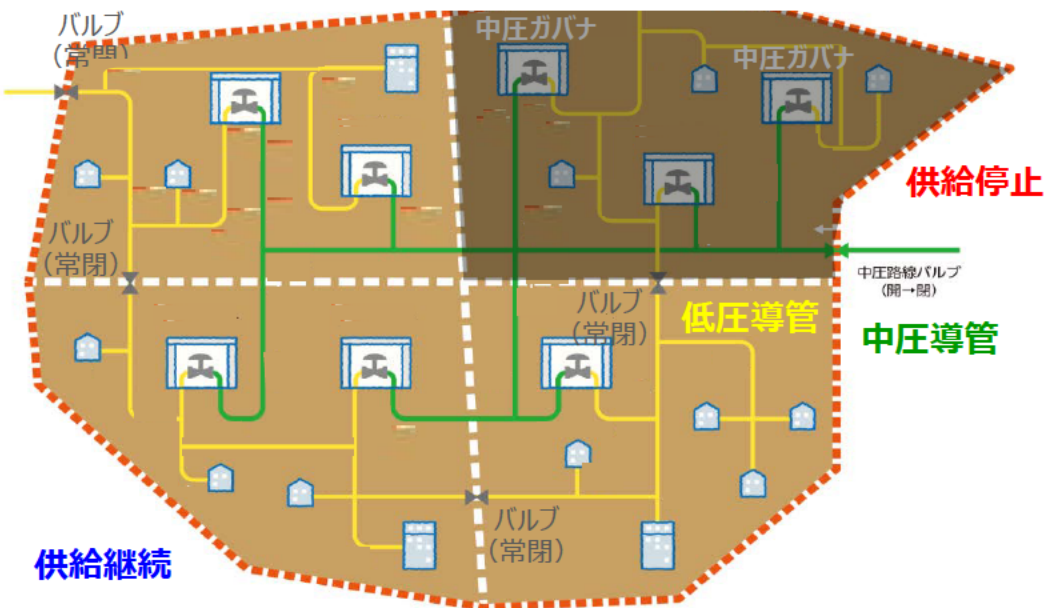 バルブ
(常閉)
中圧ガバナ
中圧ガバナ
供給停止
バルブ
(常閉)
中圧路線バルブ
(開→閉)
バルブ
(常閉)
低圧導管
中圧導管
バルブ
(常閉)
供給継続